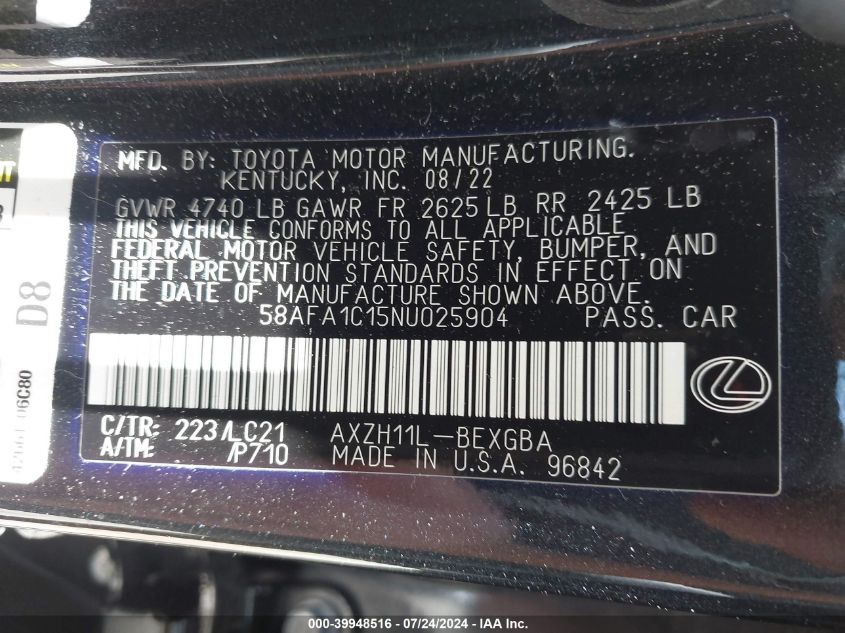 MFD. BY: TOYOTA MOTOR MANUFACTURING.
KENTUCKY, INC. 08/22
GVWR 4740 LB GAWR FR 2625 LB RR 2425 LB
THIS VEHICLE CONFORMS TO ALL APPLICABLE
FEDERAL MOTOR VEHICLE SAFETY, BUMPER, AND
THEFT PREVENTION STANDARDS IN EFFECT ON
THE DATE OF MANUFACTURE SHOWN ABOVE.
58AFA1C15NU025904 PASS. CAR
C/TR: 223/LC21 AXZH11L-BEXGBA
A/TM: /P710 MADE IN U.S.A. 96842
D8
06C80
000-39948516 / 07/24/2024 / IAAI.COM